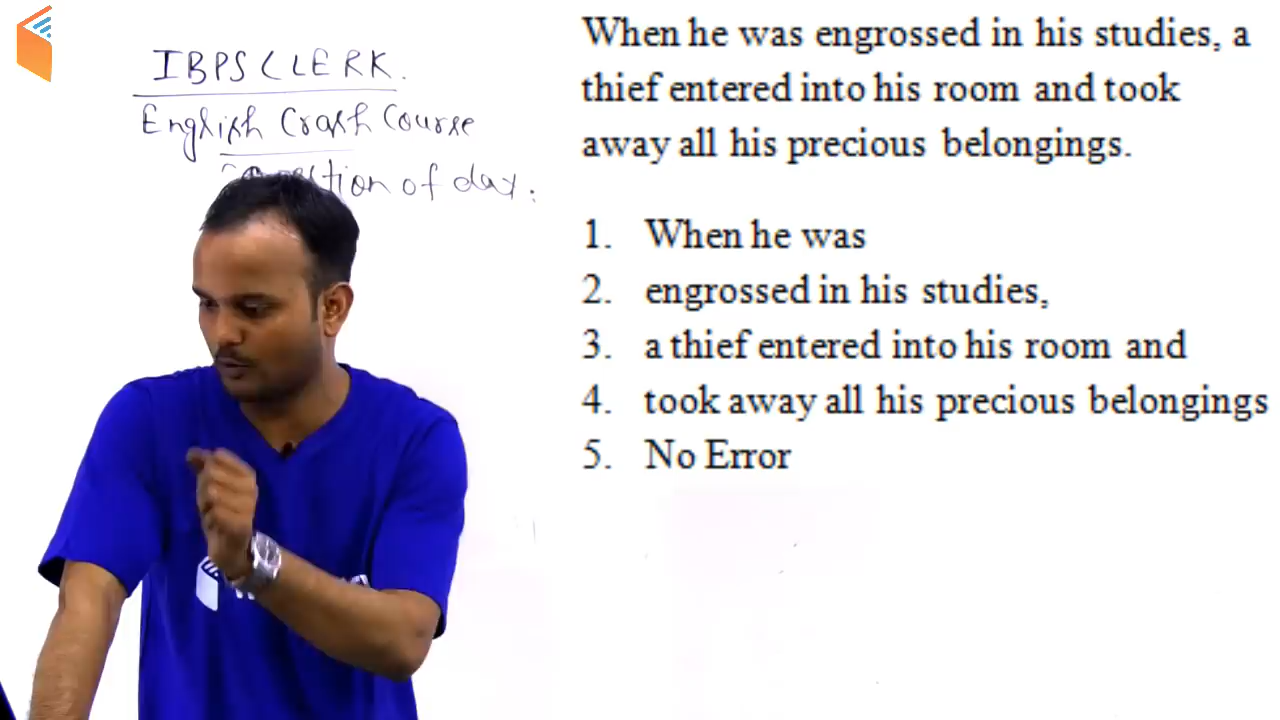 IBPS CLERK.
English Crash Course
of day.
When he was engrossed in his studies, a
thief entered into his room and took
away all his precious belongings.
1. When he was
2. engrossed in his studies,
3. a thief entered into his room and
4. took away all his precious belongings
5. No Error